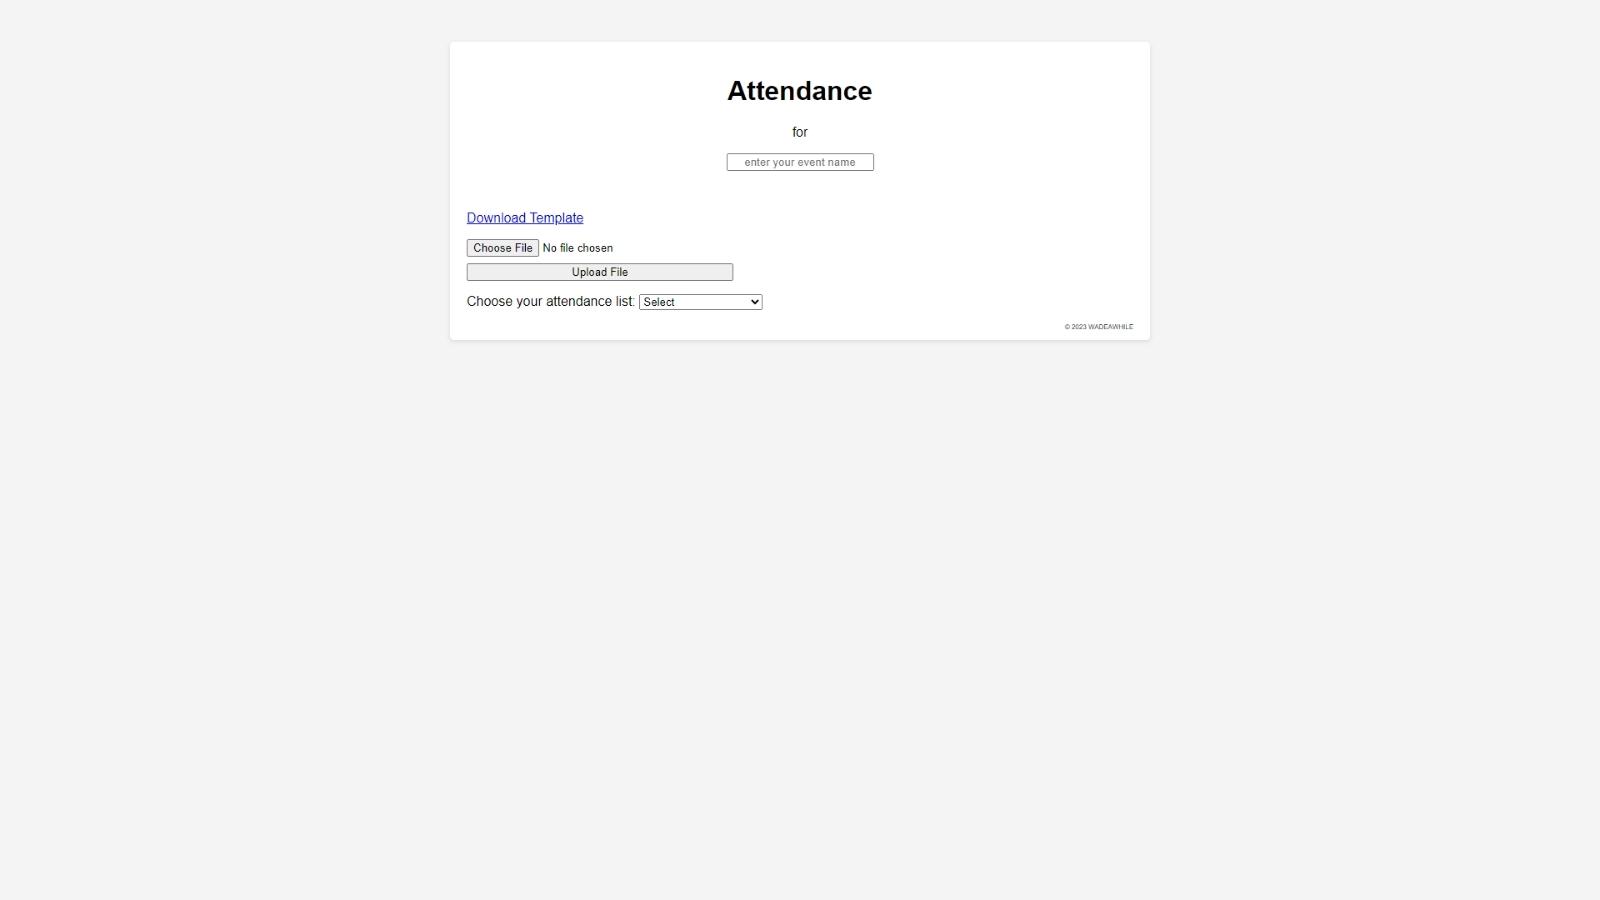 Attendance
for
enter your event name
Download Template
Choose File No file chosen
Upload File
Choose your attendance list: Select
© 2023 WADEAWHILE